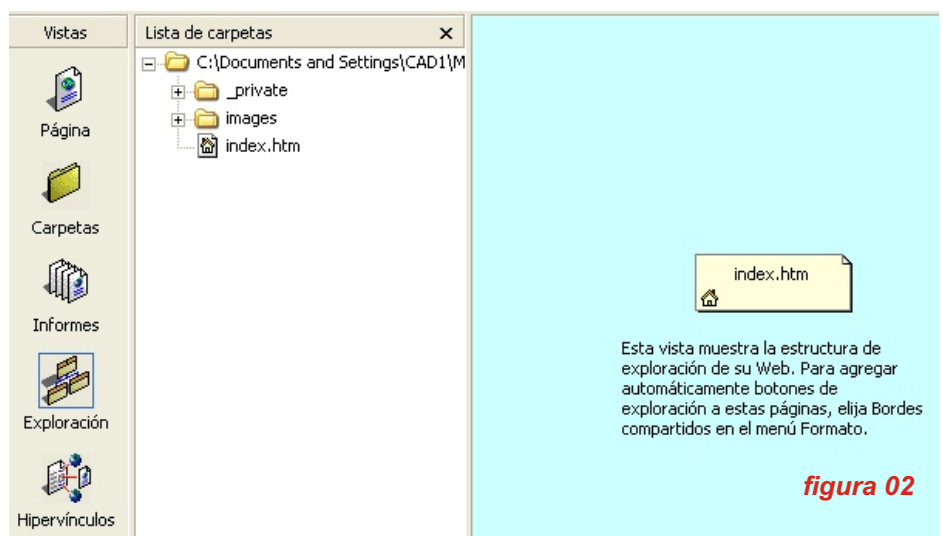 Vistas
Página
Carpetas
Informes
Exploración
Hipervínculos
Lista de carpetas
C:\Documents and Settings\CAD1\M
_private
images
index.htm
index.htm
Esta vista muestra la estructura de
exploración de su Web. Para agregar
automáticamente botones de
exploración a estas páginas, elija Bordes
compartidos en el menú Formato.
figura 02